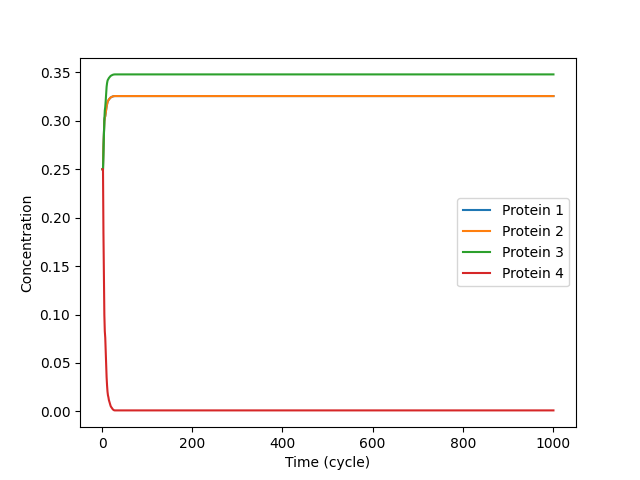 0.35
0.30
0.25
0.20
0.15
0.10
0.05
0.00
Concentration
Protein 1
Protein 2
Protein 3
Protein 4
0 200 400 600 800 1000
Time (cycle)